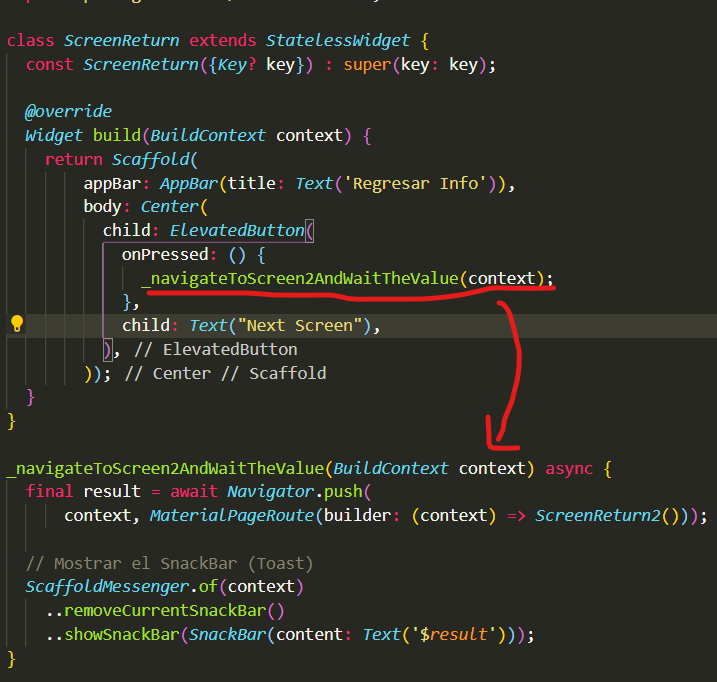 class ScreenReturn extends StatelessWidget {
const ScreenReturn({Key? key}) : super(key: key);
@override
Widget build(BuildContext context) {
return Scaffold(
appBar: AppBar(title: Text('Regresar Info')),
body: Center(
child: ElevatedButton(
onPressed: () {
_navigateToScreen2AndWaitTheValue(context);
},
child: Text("Next Screen"),
), // ElevatedButton
)); // Center // Scaffold
}
}
_navigateToScreen2AndWaitTheValue(BuildContext context) async {
final result = await Navigator.push(
context, MaterialPageRoute(builder: (context) => ScreenReturn2()));
// Mostrar el SnackBar (Toast)
ScaffoldMessenger.of(context)
..removeCurrentSnackBar()
..showSnackBar(SnackBar(content: Text('$result')));
}